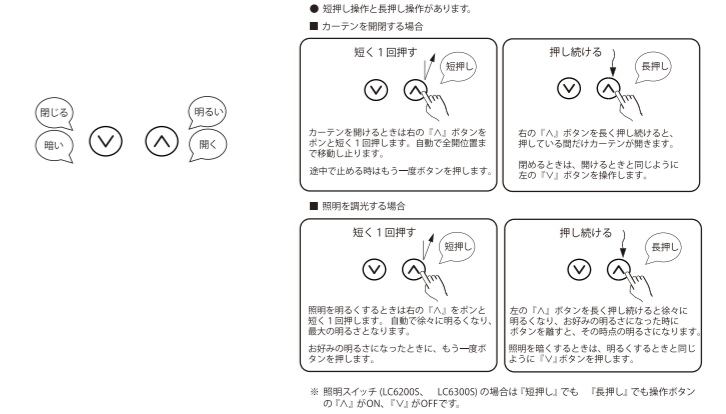 ● 短押し操作と長押し操作があります。
■ カーテンを開閉する場合
閉じる
暗い
明るい
開く
短く１回押す
短押し
カーテンを開けるときは右の『∧』ボタンを
ポンと短く１回押します。自動で全開位置ま
で移動し止ります。
途中で止める時はもう一度ボタンを押します。
押し続ける
長押し
右の『∧』ボタンを長く押し続けると、
押している間だけカーテンが開きます。
閉めるときは、開けるときと同じように
左の『∨』ボタンを操作します。
■ 照明を調光する場合
短く１回押す
短押し
照明を明るくするときは右の『∧』をポンと
短く１回押します。 自動で徐々に明るくなり、
最大の明るさとなります。
お好みの明るさになったときに、もう一度ボ
タンを押します。
押し続ける
長押し
左の『∧』ボタンを長く押し続けると徐々に
明るくなり、お好みの明るさになった時に
ボタンを離すと、その時点の明るさになります。
照明を暗くするときは、明るくするときと同じ
ように『∨』ボタンを押します。
※ 照明スイッチ (LC6200S、 LC6300S) の場合は『短押し』でも 『長押し』でも操作ボタン
の『∧』がON、『∨』がOFFです。